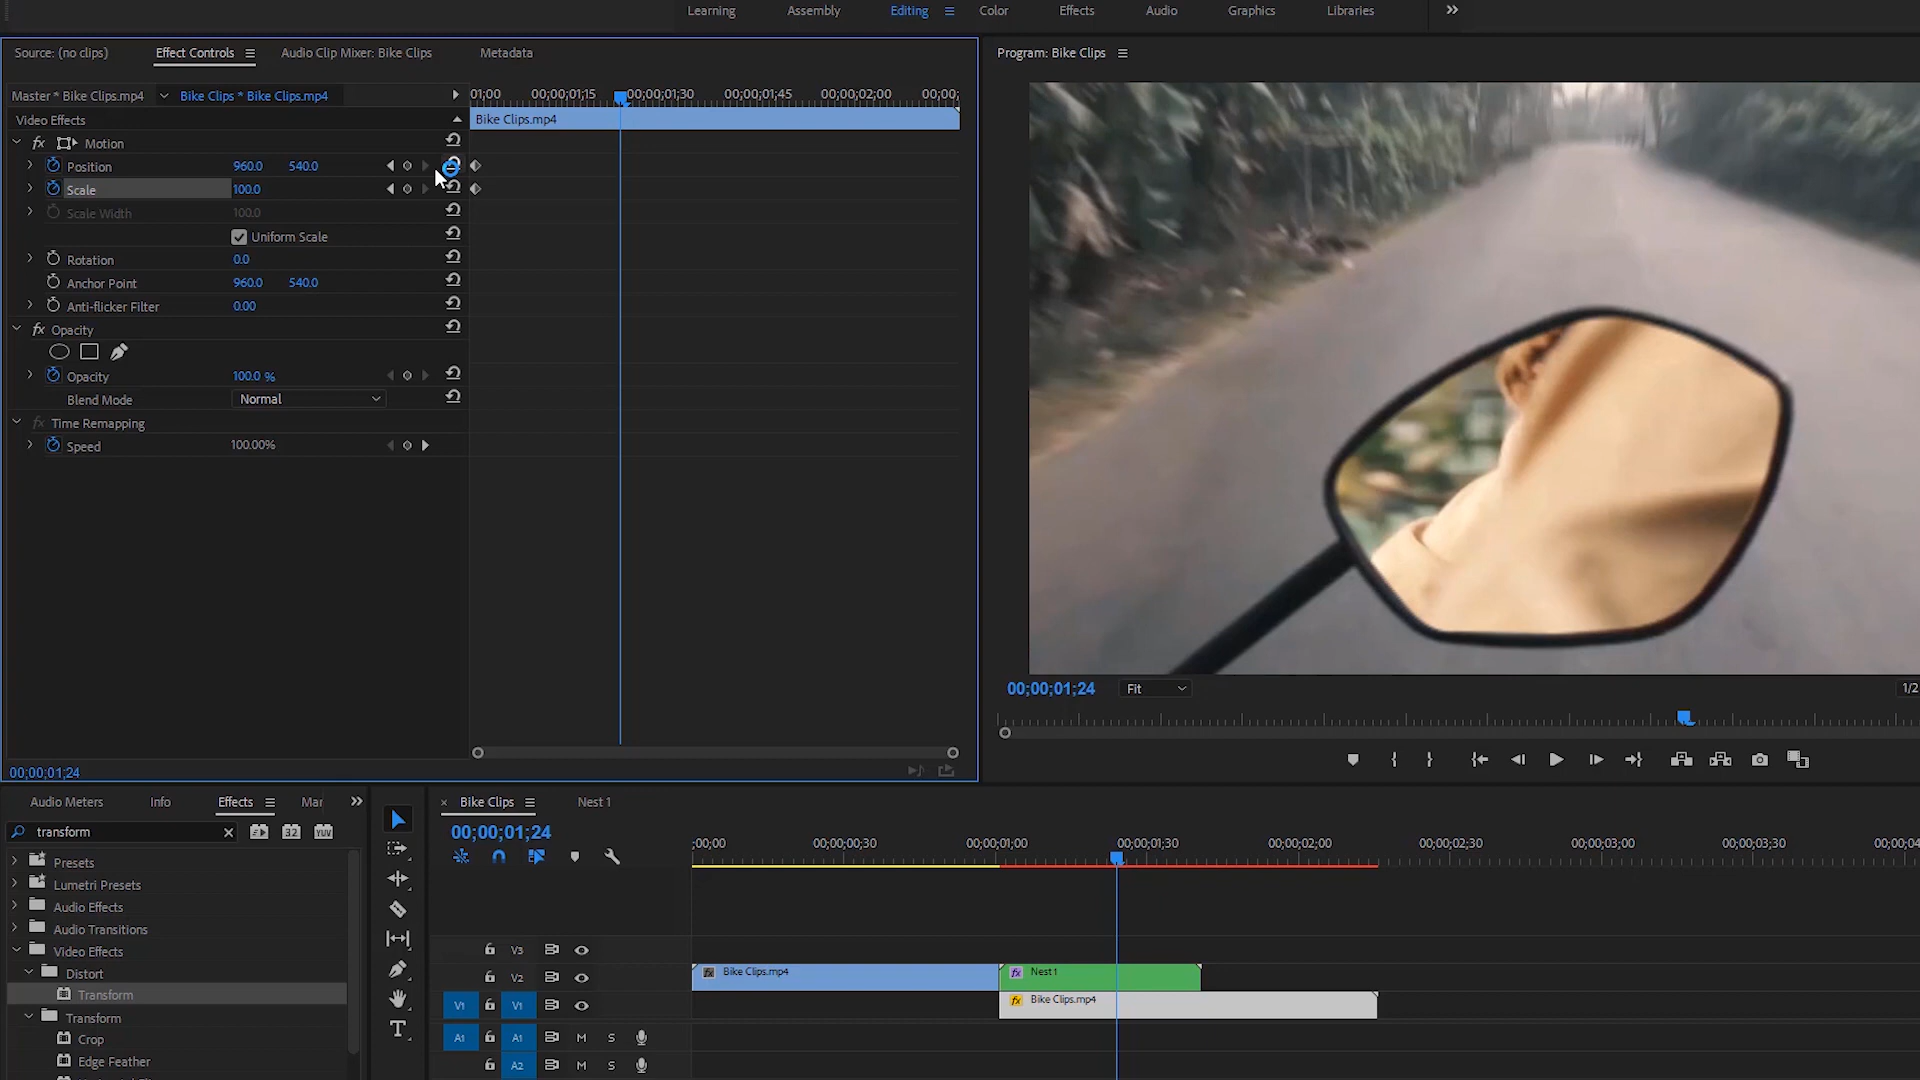 Learning Assembly Editing Color Effects Audio Graphics Libraries
Source: (no clips) Effect Controls Audio Clip Mixer: Bike Clips Metadata
Program: Bike Clips
Master * Bike Clips.mp4 Bike Clips * Bike Clips.mp4
01;00 00;00;01;15 00;00;01;30 00;00;01;45 00;00;02;00 00;00;
Video Effects
Bike Clips.mp4
fx Motion
Position 960.0 540.0
Scale 100.0
Scale Width 100.0
Uniform Scale
Rotation 0.0
Anchor Point 960.0 540.0
Anti-flicker Filter 0.00
fx Opacity
Opacity 100.0 %
Blend Mode Normal
fx Time Remapping
Speed 100.00%
00;00;01;24
00;00;01;24 Fit 1/2
Audio Meters Info Effects Mar
transform
32 YUV
Presets
Lumetri Presets
Audio Effects
Audio Transitions
Video Effects
Distort
Transform
Transform
Crop
Edge Feather
Bike Clips Nest 1
00;00;01;24
;00;00 00;00;00;30 00;00;01;00 00;00;01;30 00;00;02;00 00;00;02;30 00;00;03;00 00;00;03;30 00;00;04
V3
V2 fx Bike Clips.mp4 fx Nest 1
V1 V1 fx Bike Clips.mp4
A1 A1 M S
A2 M S
T